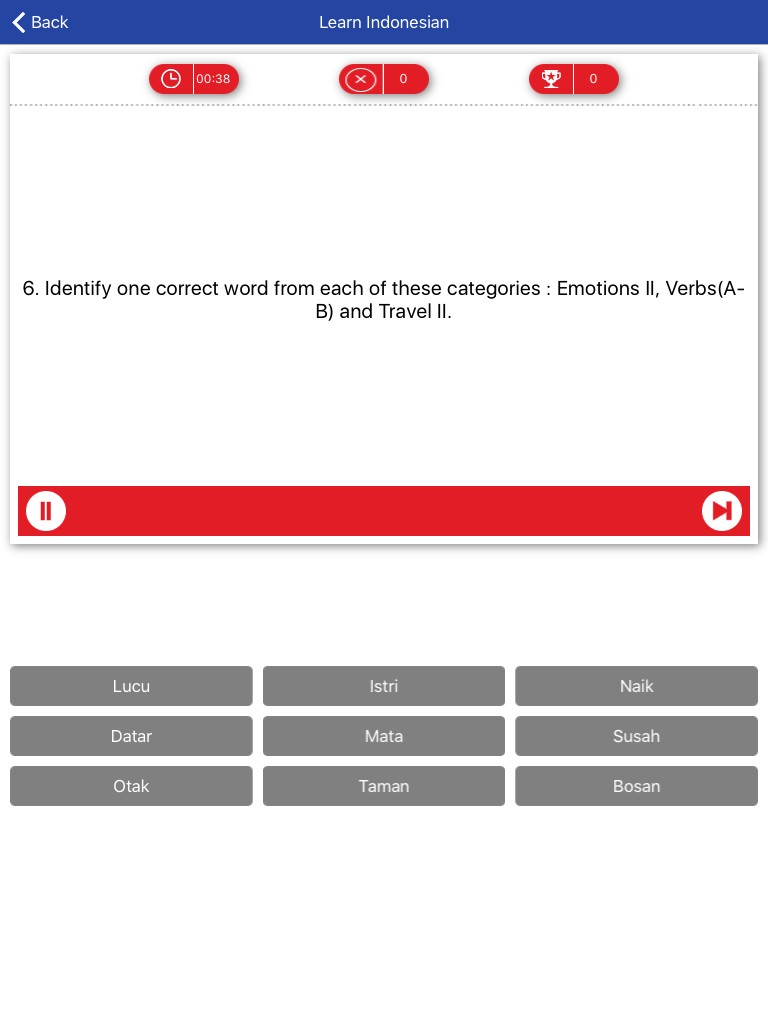 Back
Learn Indonesian
00:38
0
0
6. Identify one correct word from each of these categories : Emotions II, Verbs(A-
B) and Travel II.
Lucu
Istri
Naik
Datar
Mata
Susah
Otak
Taman
Bosan